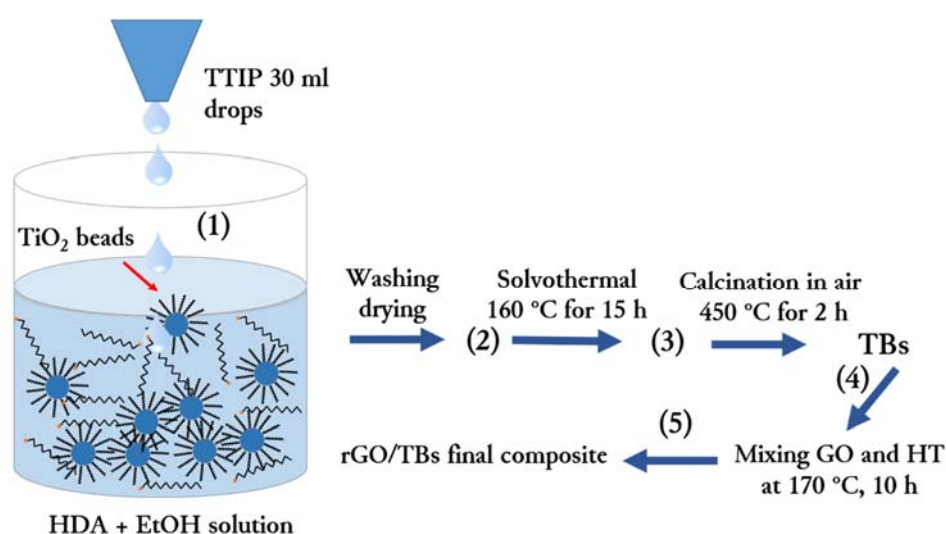 TTIP 30 ml
drops
(1)
TiO₂ beads
HDA + EtOH solution
Washing
drying
(2)
Solvothermal
160 °C for 15 h
(3)
Calcination in air
450 °C for 2 h
TBs
(4)
Mixing GO and HT
at 170 °C, 10 h
(5)
rGO/TBs final composite